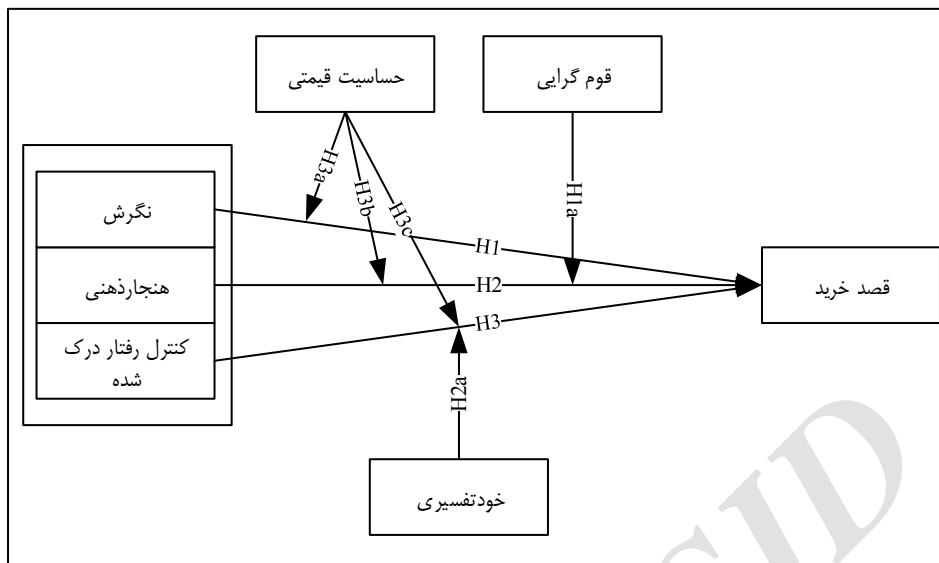 حساسیت قیمتی
قوم گرایی
H3a
H3b
H3c
H1a
نگرش
H1
هنجارذهنی
H2
قصد خرید
کنترل رفتار درک
شده
H3
H2a
خودتفسیری
SID